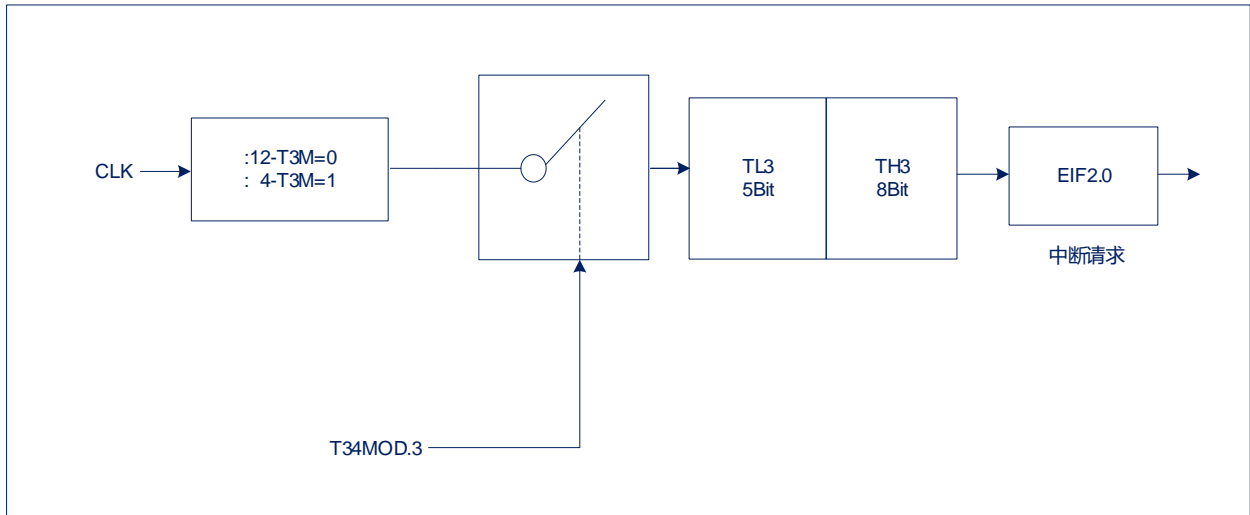 CLK
:12-T3M=0
: 4-T3M=1
TL3
5Bit
TH3
8Bit
EIF2.0
中断请求
T34MOD.3